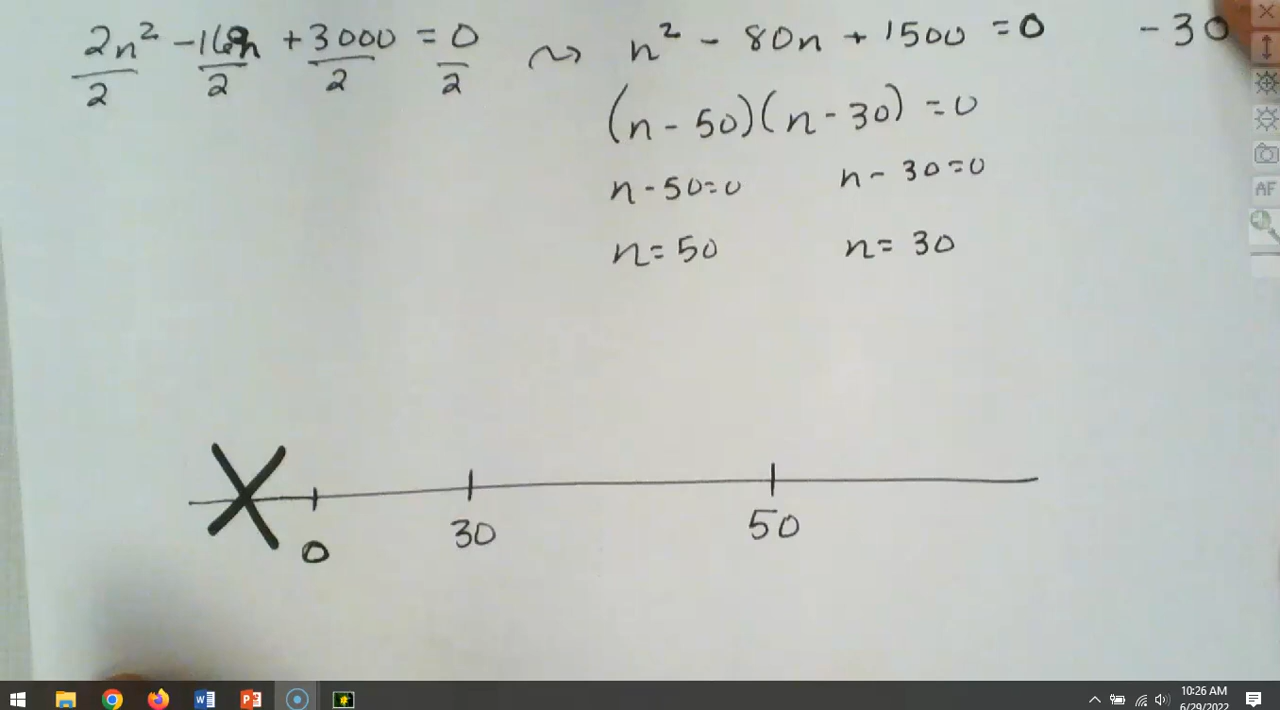 2n² - 160n + 3000 = 0 ⤳ n² - 80n + 1500 = 0 - 30
2 2 2 2
(n - 50)(n - 30) = 0
n - 50 = 0 n - 30 = 0
n = 50 n = 30
0 30 50
AF
10:26 AM
6/29/2022